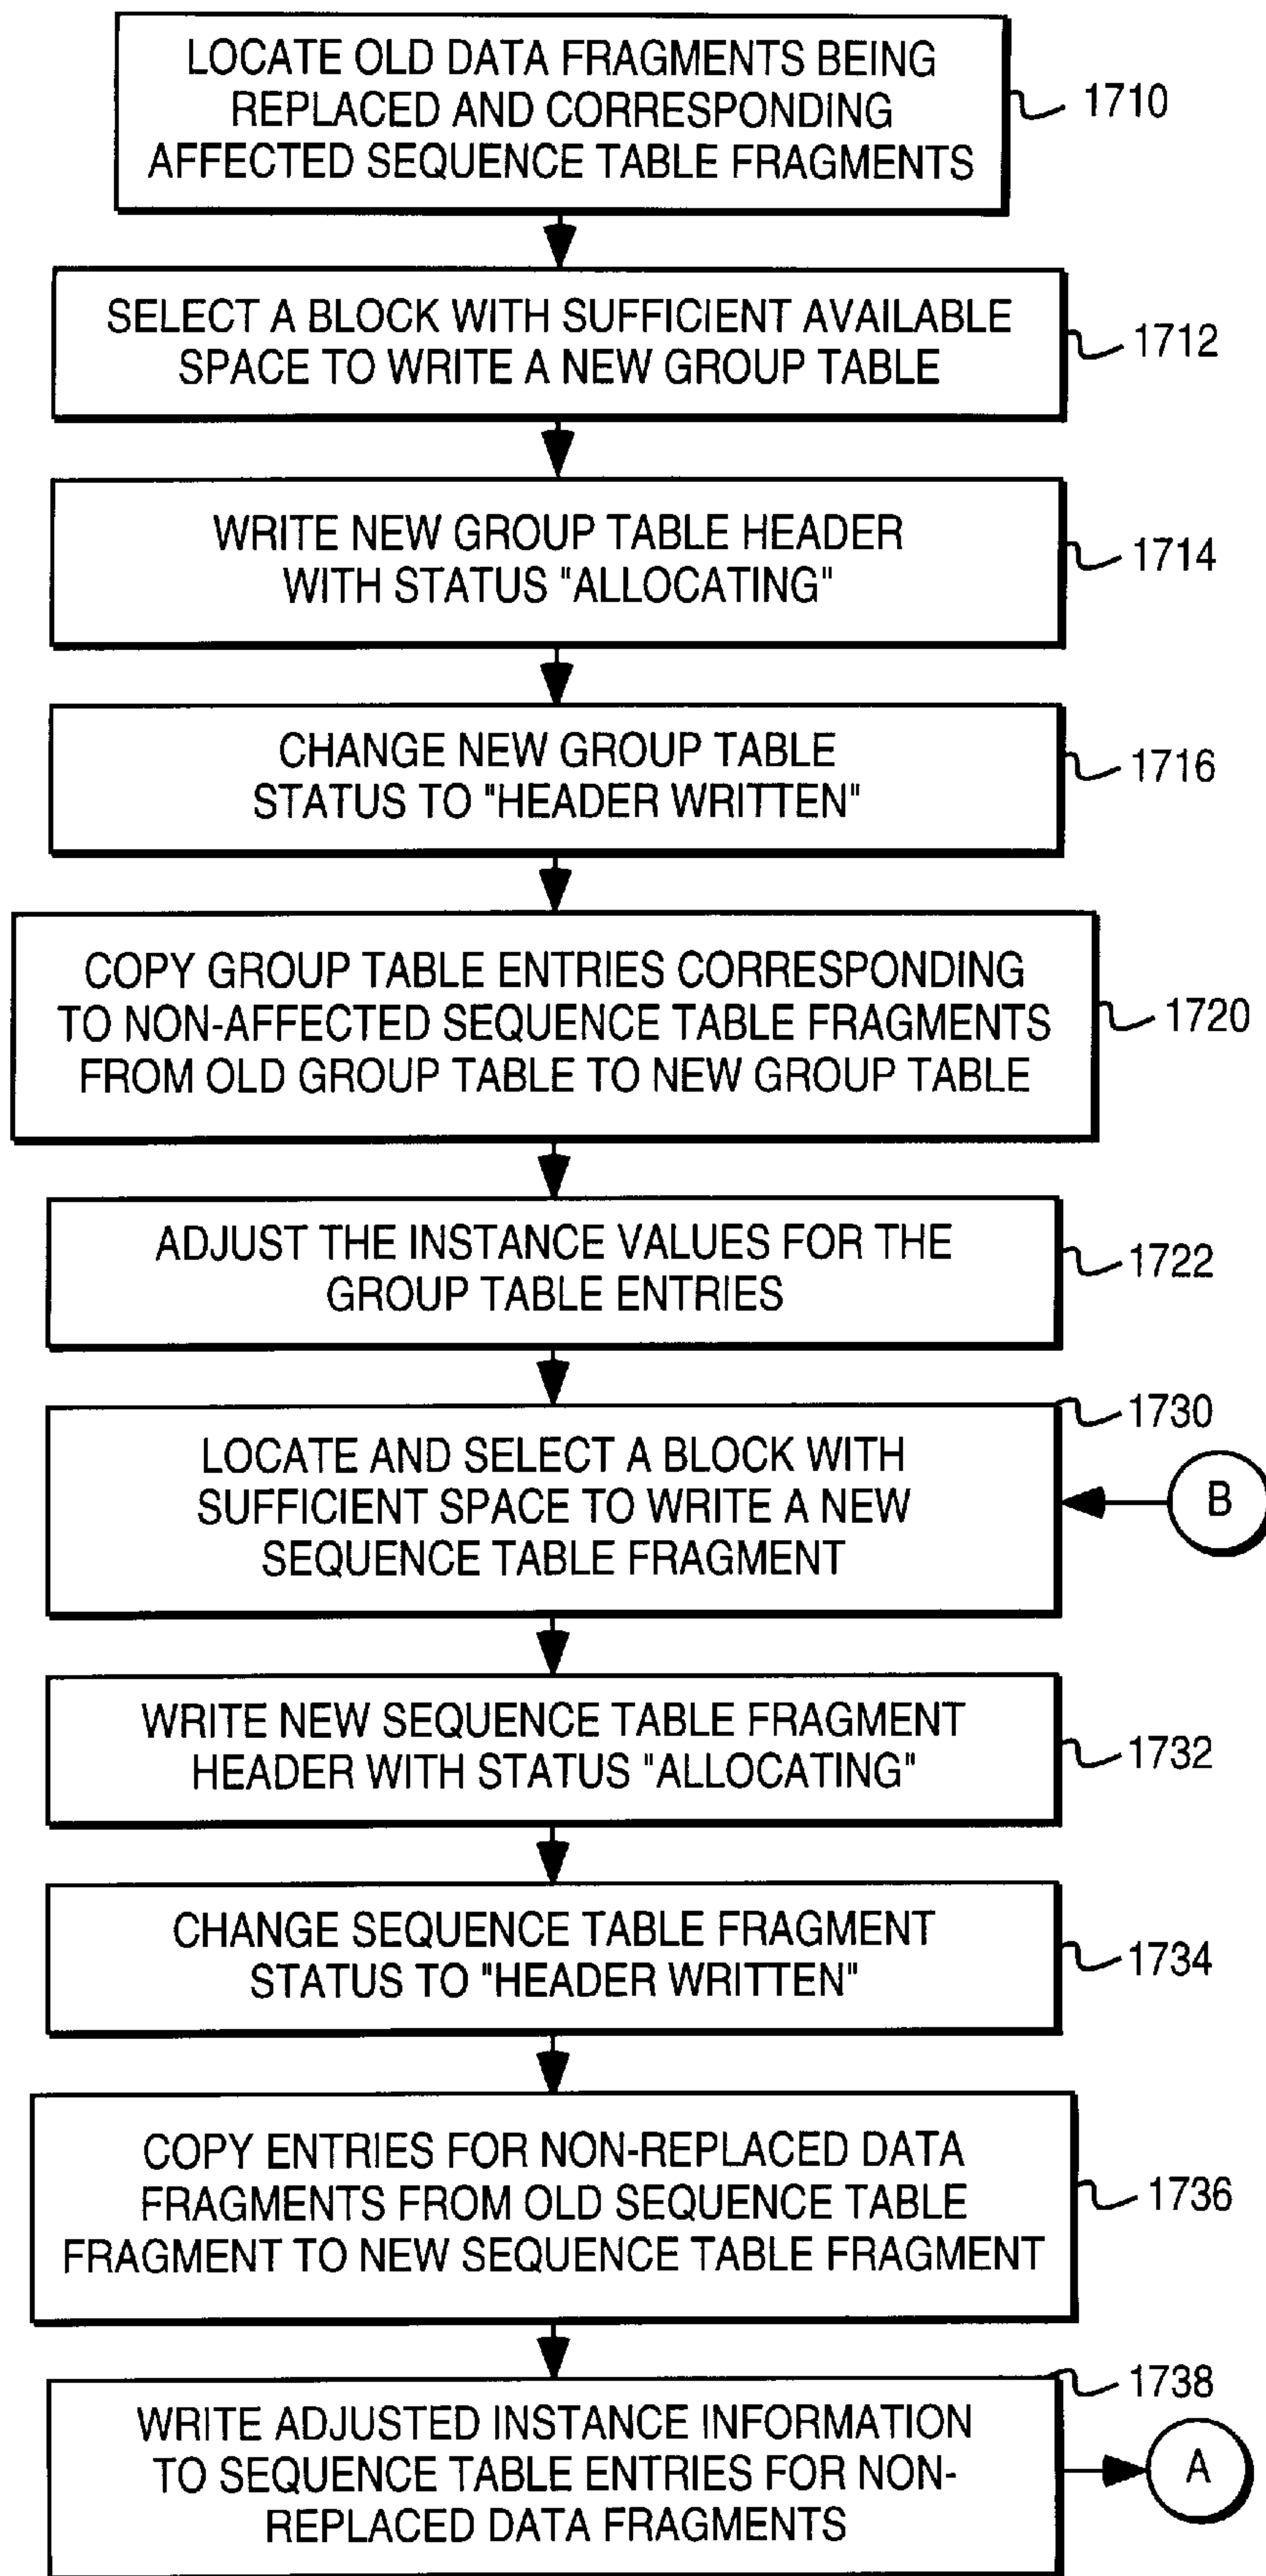 LOCATE OLD DATA FRAGMENTS BEING
REPLACED AND CORRESPONDING
AFFECTED SEQUENCE TABLE FRAGMENTS
1710
SELECT A BLOCK WITH SUFFICIENT AVAILABLE
SPACE TO WRITE A NEW GROUP TABLE
1712
WRITE NEW GROUP TABLE HEADER
WITH STATUS "ALLOCATING"
1714
CHANGE NEW GROUP TABLE
STATUS TO "HEADER WRITTEN"
1716
COPY GROUP TABLE ENTRIES CORRESPONDING
TO NON-AFFECTED SEQUENCE TABLE FRAGMENTS
FROM OLD GROUP TABLE TO NEW GROUP TABLE
1720
ADJUST THE INSTANCE VALUES FOR THE
GROUP TABLE ENTRIES
1722
1730
LOCATE AND SELECT A BLOCK WITH
SUFFICIENT SPACE TO WRITE A NEW
SEQUENCE TABLE FRAGMENT
B
WRITE NEW SEQUENCE TABLE FRAGMENT
HEADER WITH STATUS "ALLOCATING"
1732
CHANGE SEQUENCE TABLE FRAGMENT
STATUS TO "HEADER WRITTEN"
1734
COPY ENTRIES FOR NON-REPLACED DATA
FRAGMENTS FROM OLD SEQUENCE TABLE
FRAGMENT TO NEW SEQUENCE TABLE FRAGMENT
1736
1738
WRITE ADJUSTED INSTANCE INFORMATION
TO SEQUENCE TABLE ENTRIES FOR NON-
REPLACED DATA FRAGMENTS
A